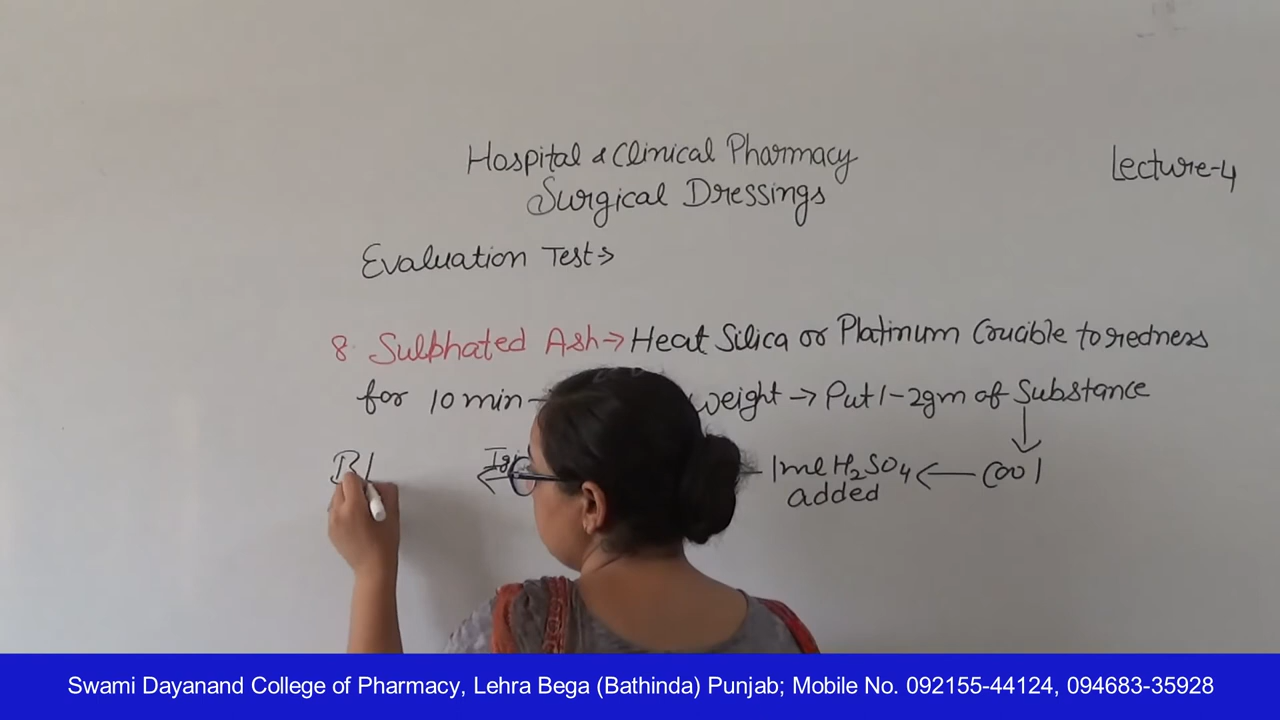 Hospital & Clinical Pharmacy
Lecture-4
Surgical Dressings
Evaluation Test→
8 Sulphated Ash→Heat Silica or Platinum Crucible to redness
for 10 min weight → Put 1-2gm of Substance
1ml H₂SO₄ ← Cool
added
Swami Dayanand College of Pharmacy, Lehra Bega (Bathinda) Punjab; Mobile No. 092155-44124, 094683-35928